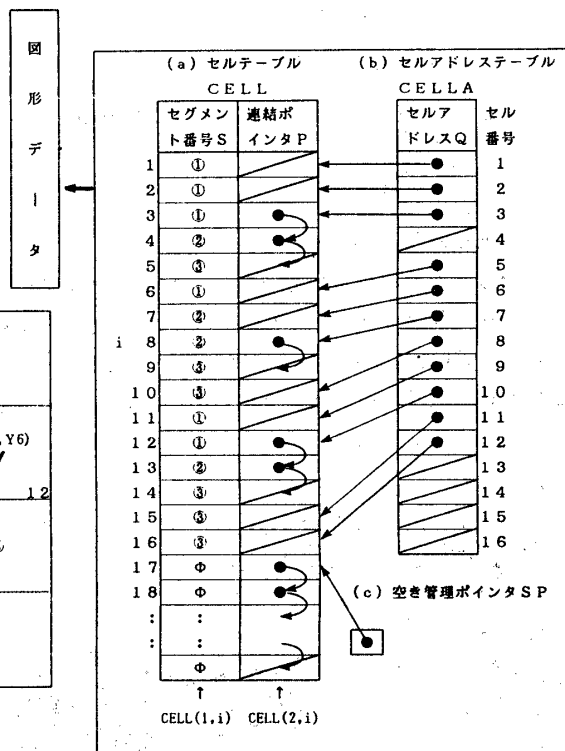 図形データ
(a) セルテーブル
CELL
(b) セルアドレステーブル
CELLA
セグメント番号S
連結ポインタP
セルアドレスQ
セル番号
1 ① 1
2 ① 2
3 ① 3
4 ② 4
5 ③ 5
6 ① 6
7 ② 7
i 8 ② 8
9 ③ 9
10 ③ 10
11 ① 11
12 ① 12
13 ② 13
14 ③ 14
15 ③ 15
16 ③ 16
17 Φ
18 Φ
: :
: :
Φ
(c) 空き管理ポインタSP
CELL(1,i) CELL(2,i)
,Y6)
12